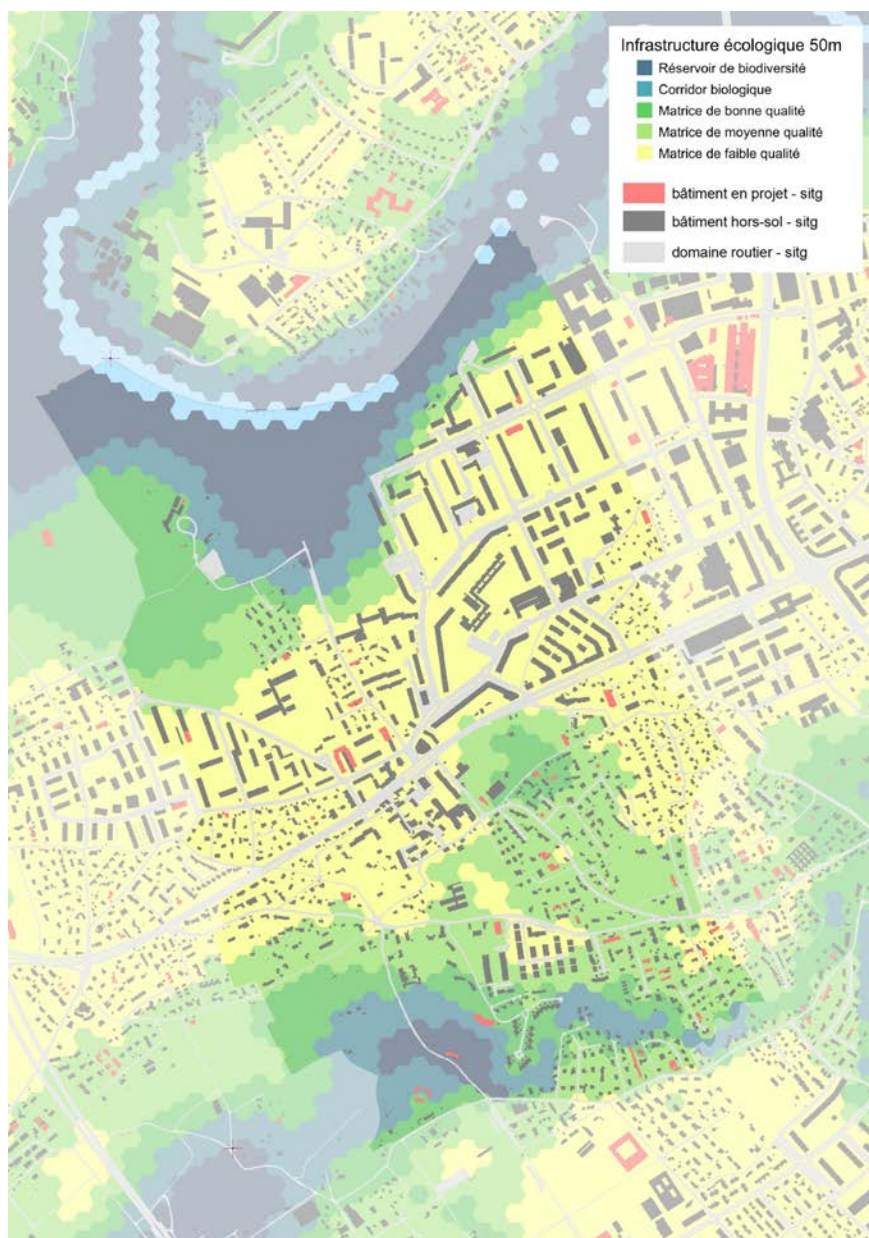 Infrastructure écologique 50m
Réservoir de biodiversité
Corridor biologique
Matrice de bonne qualité
Matrice de moyenne qualité
Matrice de faible qualité
bâtiment en projet - sitg
bâtiment hors-sol - sitg
domaine routier - sitg